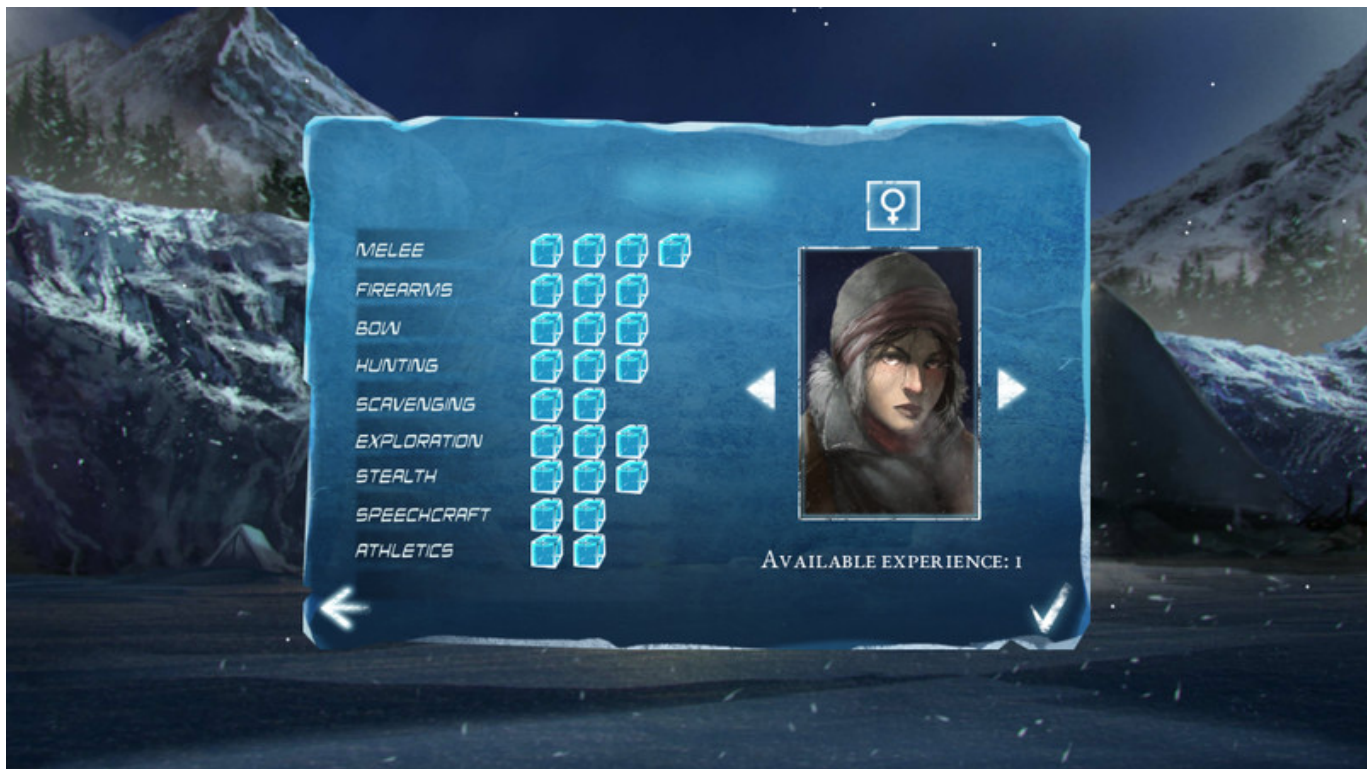 MELEE
FIREARMS
BOW
HUNTING
SCAVENGING
EXPLORATION
STEALTH
SPEECHCRAFT
ATHLETICS
AVAILABLE EXPERIENCE: 1